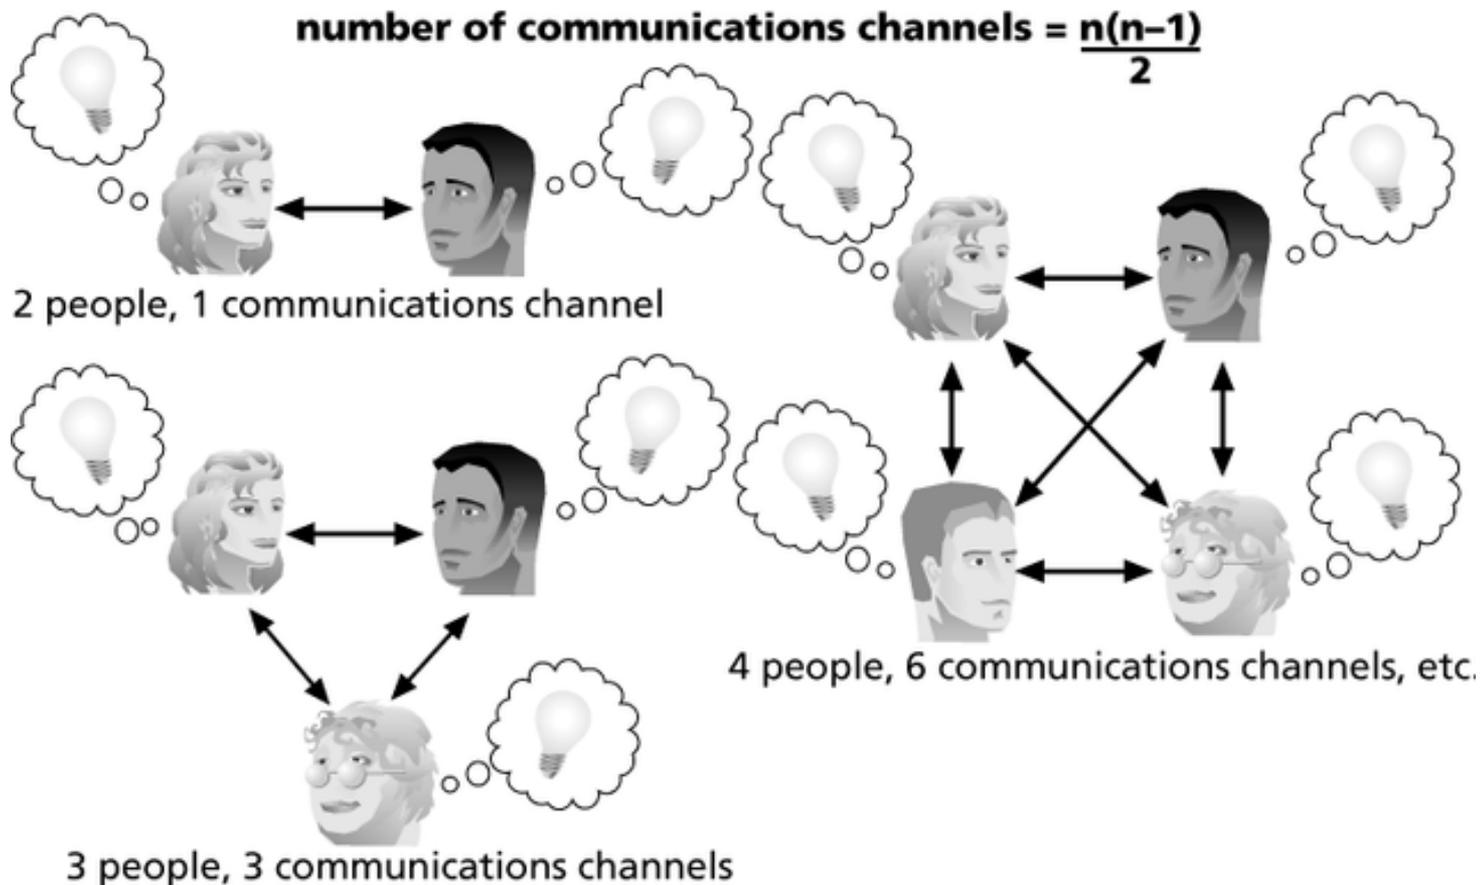 number of communications channels = n(n–1)
2
2 people, 1 communications channel
4 people, 6 communications channels, etc.
3 people, 3 communications channels